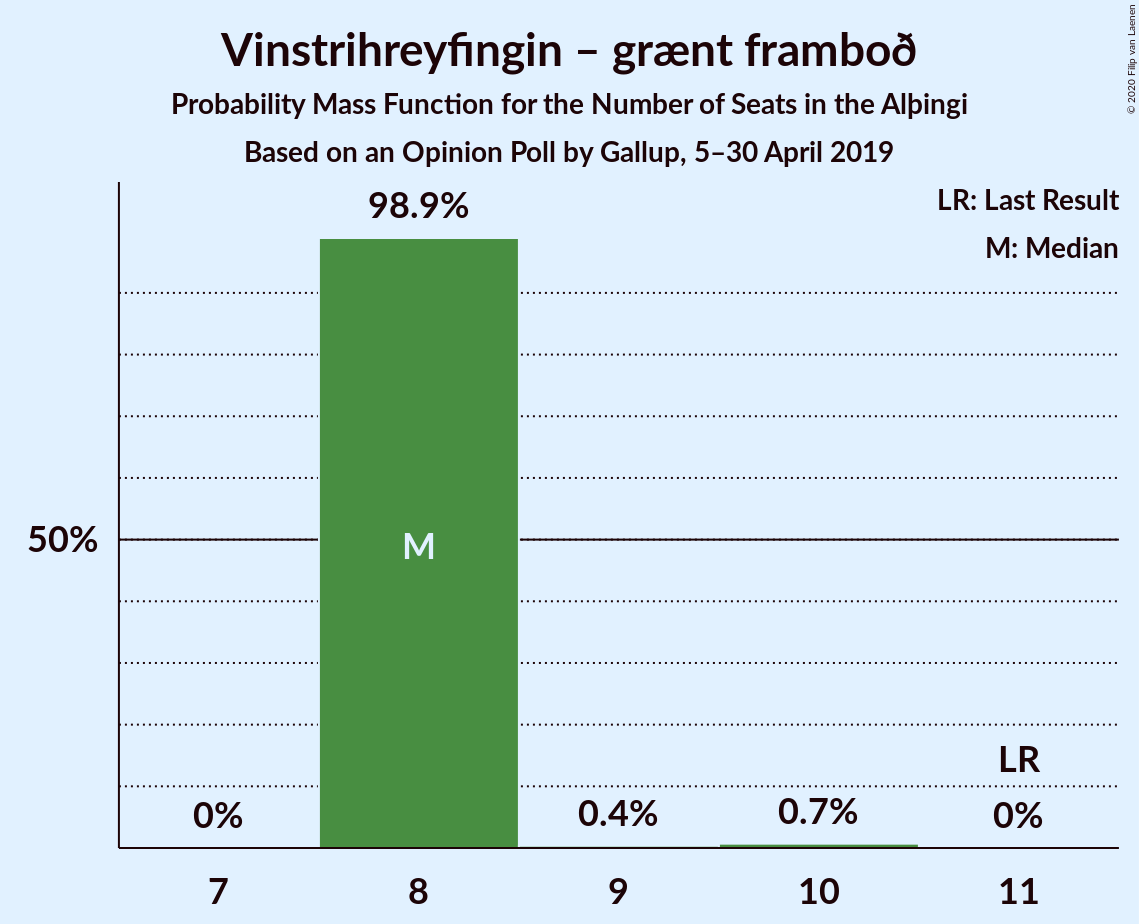 Vinstrihreyfingin – grænt framboð
Probability Mass Function for the Number of Seats in the Alþingi
Based on an Opinion Poll by Gallup, 5–30 April 2019
© 2020 Filip van Laenen
LR: Last Result
M: Median
98.9%
50%
M
LR
0%
0.4%
0.7%
0%
7
8
9
10
11